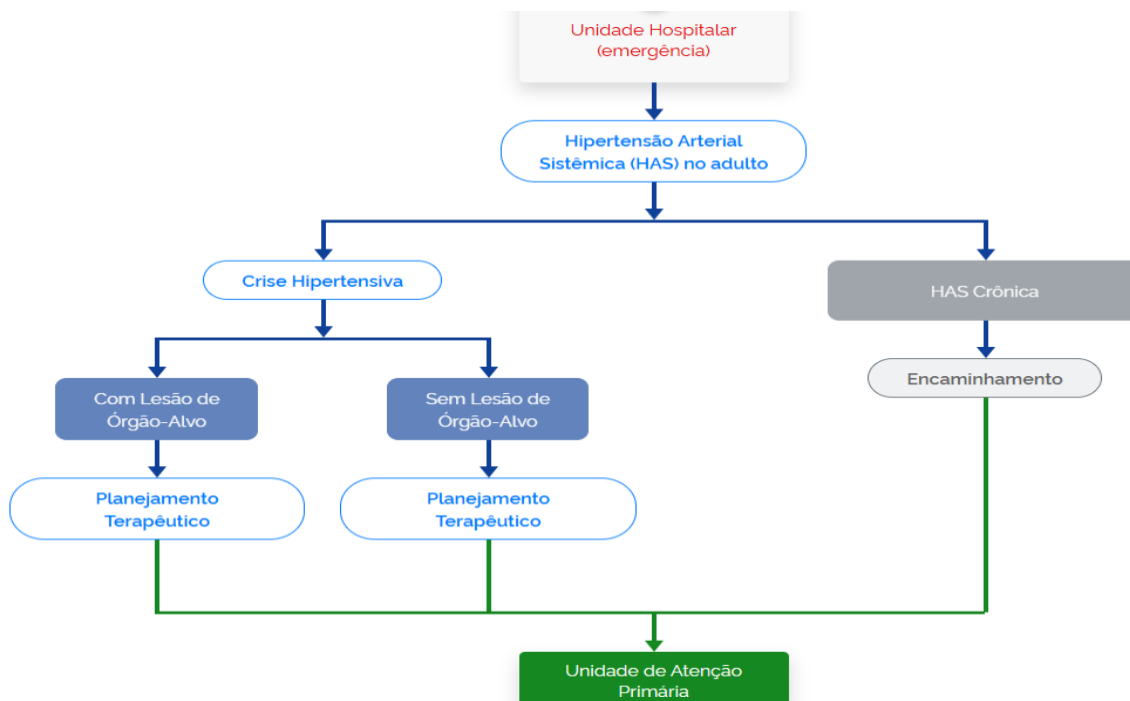 Unidade Hospitalar
(emergência)
Hipertensão Arterial
Sistêmica (HAS) no adulto
Crise Hipertensiva
HAS Crônica
Encaminhamento
Com Lesão de
Órgão-Alvo
Sem Lesão de
Órgão-Alvo
Planejamento
Terapêutico
Planejamento
Terapêutico
Unidade de Atenção
Primária